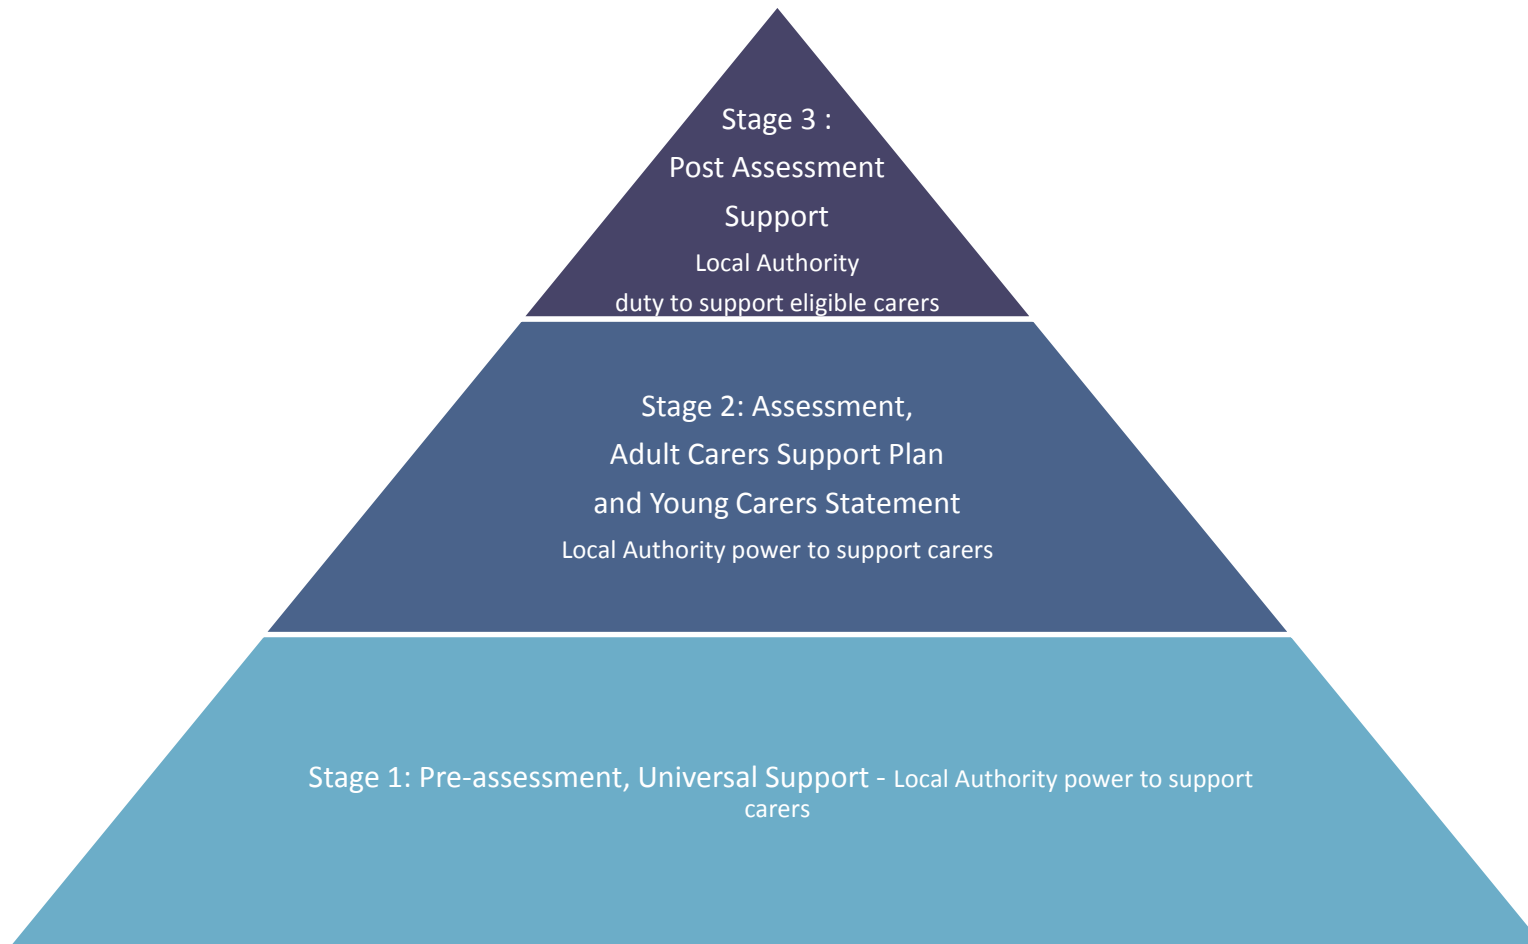 Stage 3 :
Post Assessment
Support
Local Authority
duty to support eligible carers
Stage 2: Assessment,
Adult Carers Support Plan
and Young Carers Statement
Local Authority power to support carers
Stage 1: Pre-assessment, Universal Support - Local Authority power to support
carers